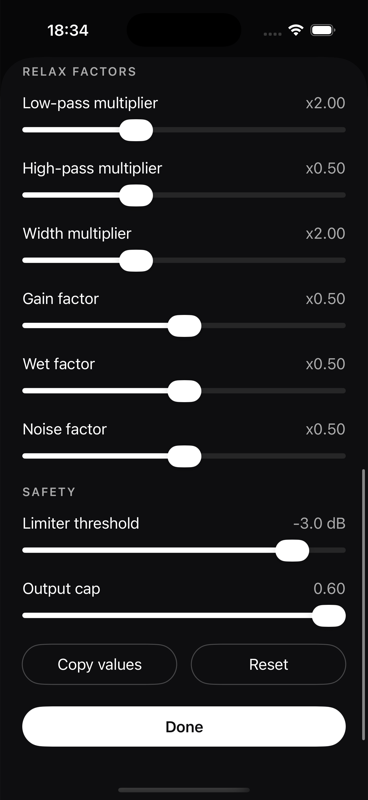 18:34
RELAX FACTORS
Low-pass multiplier x2.00
High-pass multiplier x0.50
Width multiplier x2.00
Gain factor x0.50
Wet factor x0.50
Noise factor x0.50
SAFETY
Limiter threshold -3.0 dB
Output cap 0.60
Copy values Reset
Done